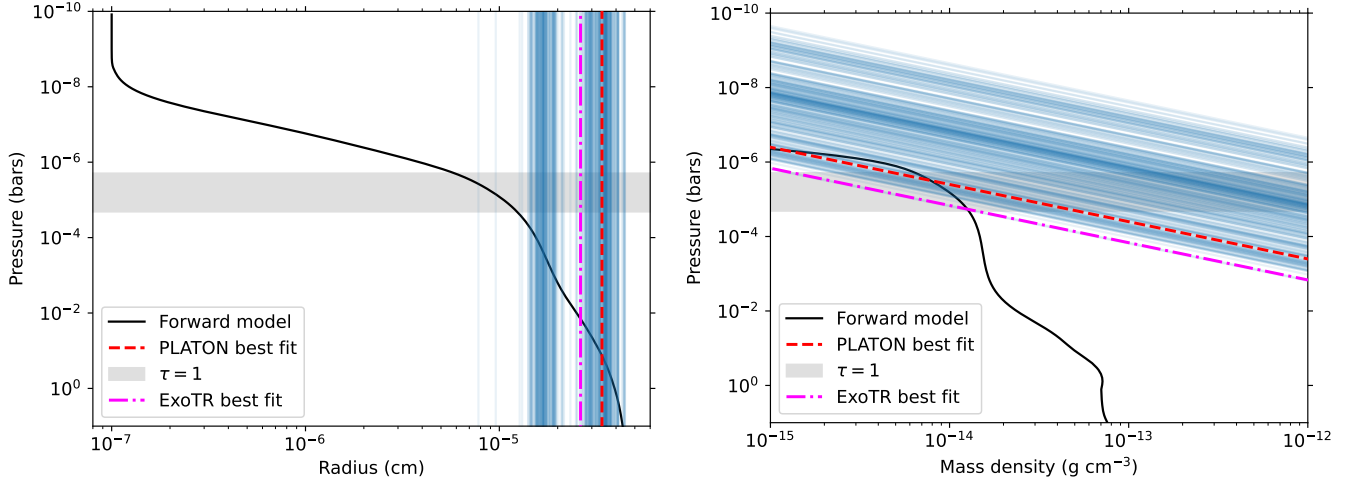 10⁻¹⁰
10⁻⁸
10⁻⁶
10⁻⁴
10⁻²
10⁰
Pressure (bars)
Forward model
PLATON best fit
τ = 1
ExoTR best fit
10⁻⁷
10⁻⁶
10⁻⁵
Radius (cm)
10⁻¹⁰
10⁻⁸
10⁻⁶
10⁻⁴
10⁻²
10⁰
Pressure (bars)
Forward model
PLATON best fit
τ = 1
ExoTR best fit
10⁻¹⁵
10⁻¹⁴
10⁻¹³
10⁻¹²
Mass density (g cm⁻³)